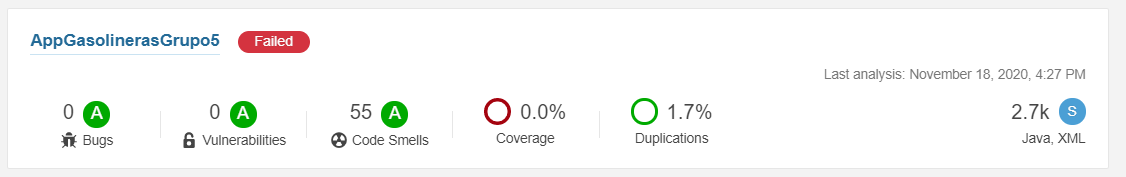 AppGasolinerasGrupo5 Failed
Last analysis: November 18, 2020, 4:27 PM
0 A 0 A 55 A 0.0% 1.7% 2.7k S
Bugs Vulnerabilities Code Smells Coverage Duplications Java, XML